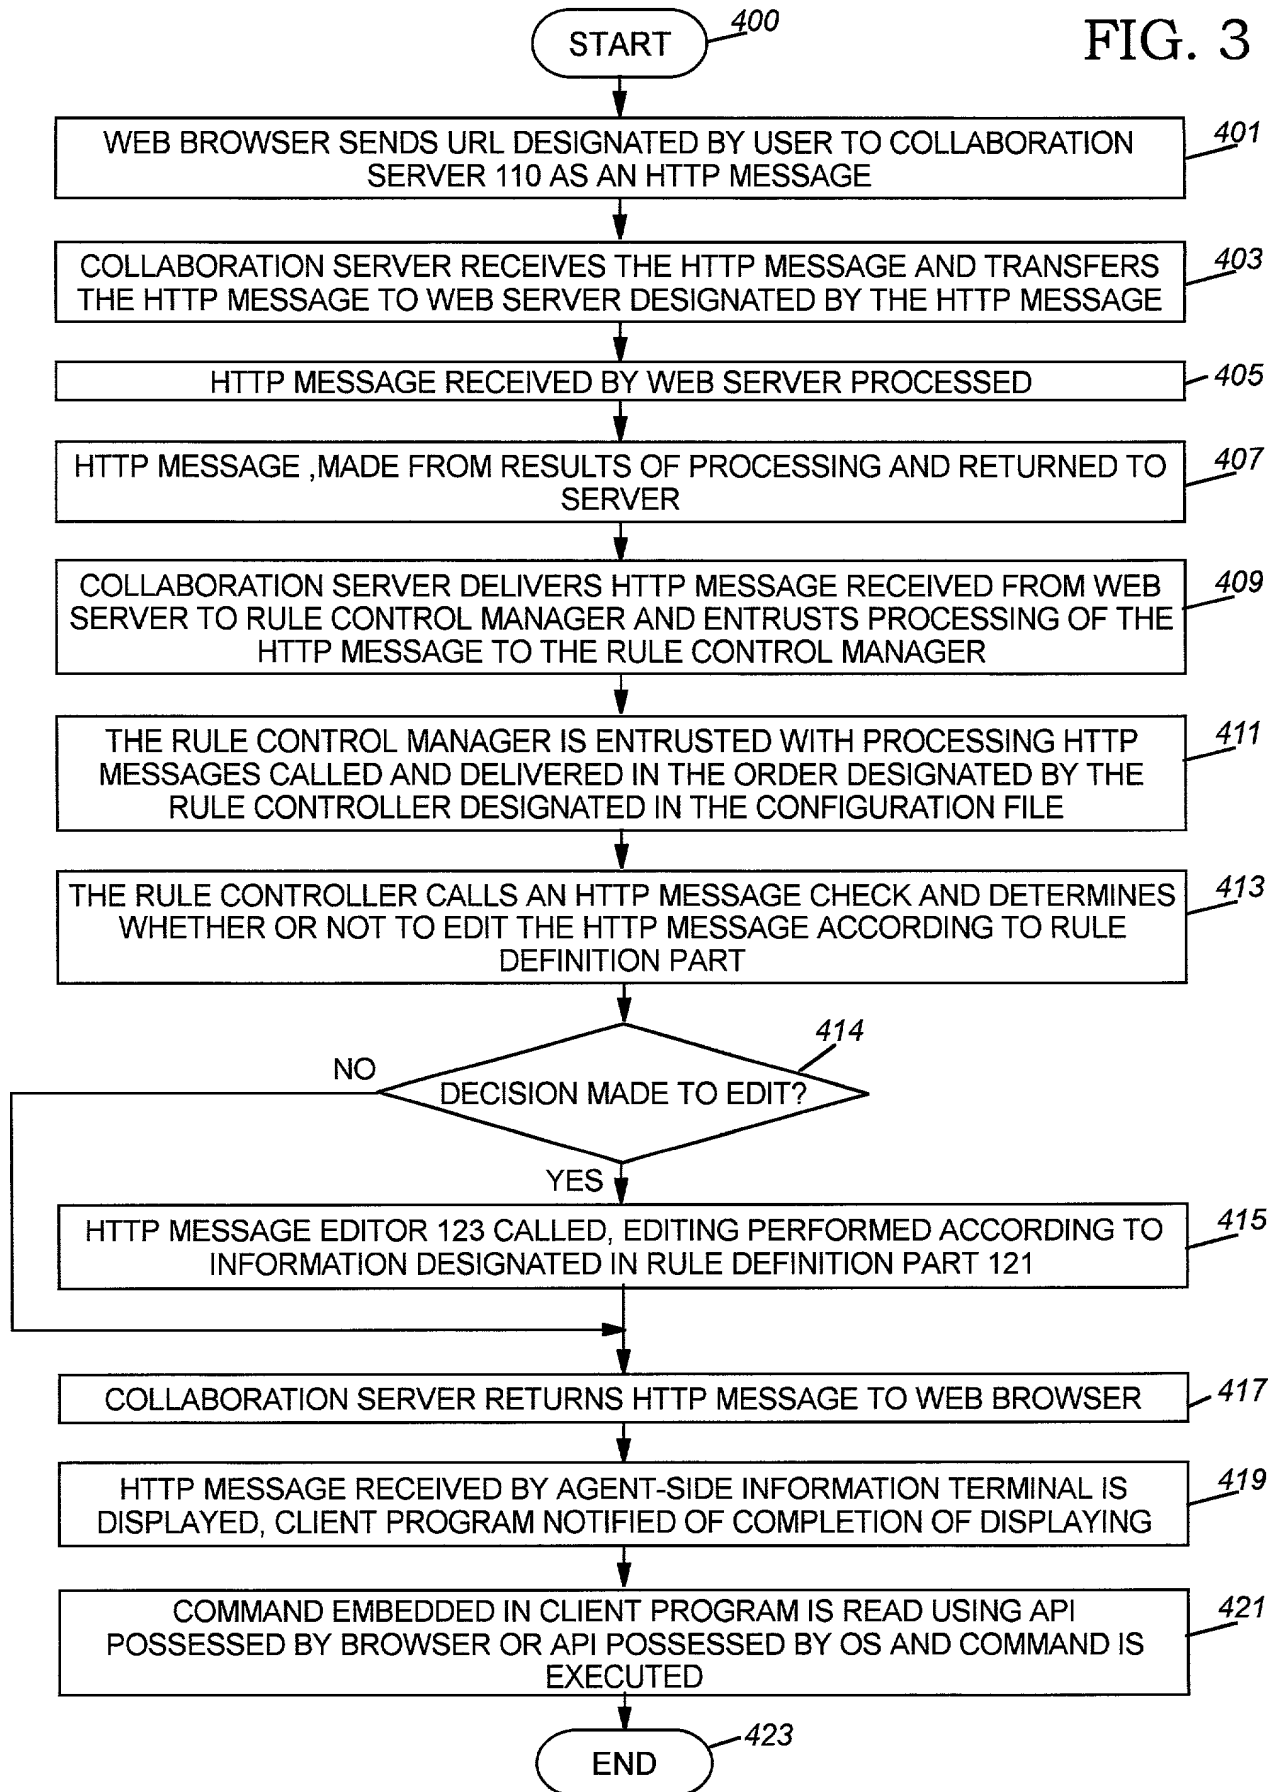 400
FIG. 3
START
WEB BROWSER SENDS URL DESIGNATED BY USER TO COLLABORATION
SERVER 110 AS AN HTTP MESSAGE
401
COLLABORATION SERVER RECEIVES THE HTTP MESSAGE AND TRANSFERS
THE HTTP MESSAGE TO WEB SERVER DESIGNATED BY THE HTTP MESSAGE
403
HTTP MESSAGE RECEIVED BY WEB SERVER PROCESSED
405
HTTP MESSAGE ,MADE FROM RESULTS OF PROCESSING AND RETURNED TO
SERVER
407
COLLABORATION SERVER DELIVERS HTTP MESSAGE RECEIVED FROM WEB
SERVER TO RULE CONTROL MANAGER AND ENTRUSTS PROCESSING OF THE
HTTP MESSAGE TO THE RULE CONTROL MANAGER
409
THE RULE CONTROL MANAGER IS ENTRUSTED WITH PROCESSING HTTP
MESSAGES CALLED AND DELIVERED IN THE ORDER DESIGNATED BY THE
RULE CONTROLLER DESIGNATED IN THE CONFIGURATION FILE
411
THE RULE CONTROLLER CALLS AN HTTP MESSAGE CHECK AND DETERMINES
WHETHER OR NOT TO EDIT THE HTTP MESSAGE ACCORDING TO RULE
DEFINITION PART
413
414
NO
DECISION MADE TO EDIT?
YES
HTTP MESSAGE EDITOR 123 CALLED, EDITING PERFORMED ACCORDING TO
INFORMATION DESIGNATED IN RULE DEFINITION PART 121
415
COLLABORATION SERVER RETURNS HTTP MESSAGE TO WEB BROWSER
417
HTTP MESSAGE RECEIVED BY AGENT-SIDE INFORMATION TERMINAL IS
DISPLAYED, CLIENT PROGRAM NOTIFIED OF COMPLETION OF DISPLAYING
419
COMMAND EMBEDDED IN CLIENT PROGRAM IS READ USING API
POSSESSED BY BROWSER OR API POSSESSED BY OS AND COMMAND IS
EXECUTED
421
END
423